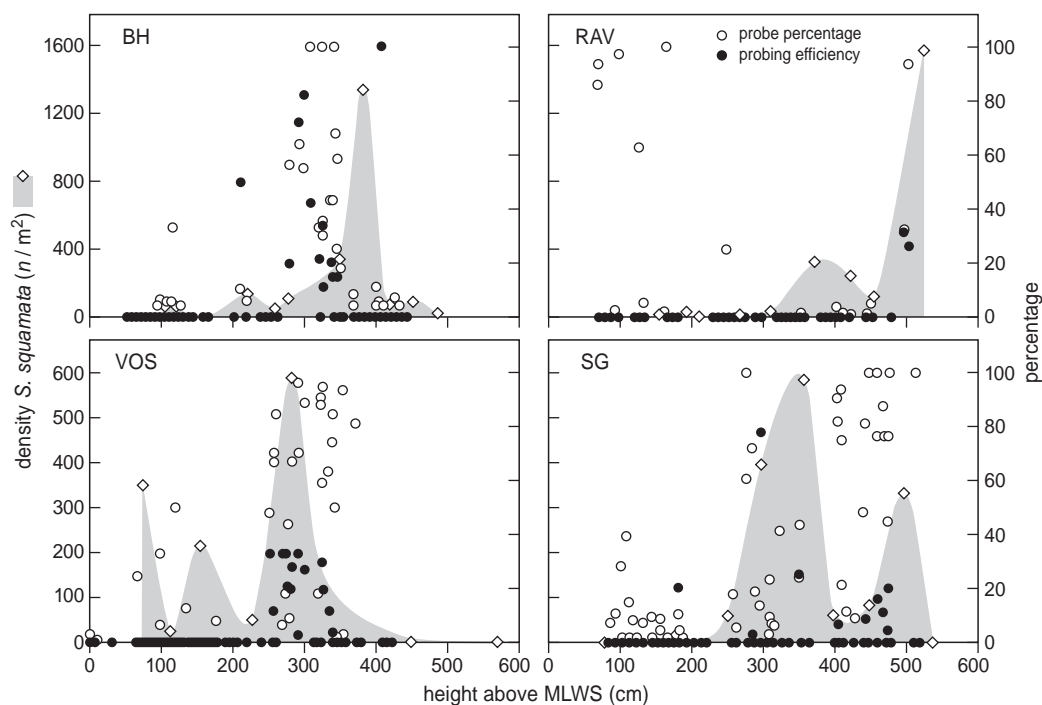 BH
RAV
probe percentage
probing efficiency
1600
1200
800
400
0
100
80
60
40
20
0
VOS
SG
600
500
400
300
200
100
0
100
80
60
40
20
0
0 100 200 300 400 500 600
0 100 200 300 400 500 600
density S. squamata (n / m²)
percentage
height above MLWS (cm)